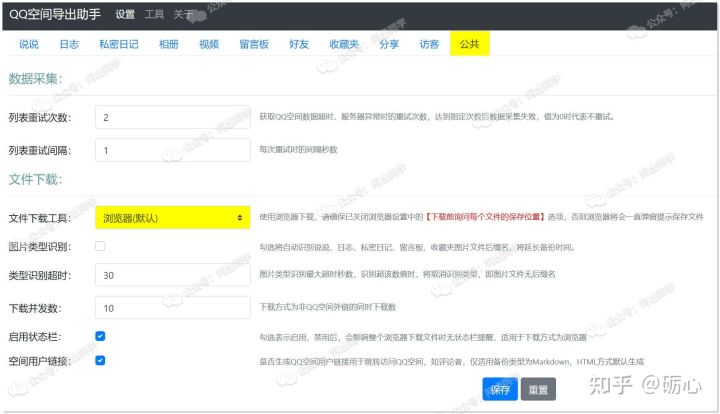 QQ空间导出助手 设置 工具 关于
说说 日志 私密日记 相册 视频 留言板 好友 收藏夹 分享 访客 公共
数据采集:
列表重试次数: 2 获取QQ空间数据超时，服务器异常时的重试次数，达到指定次数后数据采集失败，值为0时代表不重试。
列表重试间隔: 1 每次重试时的间隔秒数
文件下载:
文件下载工具: 浏览器(默认) 使用浏览器下载，请确保已关闭浏览器设置中的【下载前询问每个文件的保存位置】选项，否则浏览器将会一直弹窗提示保存文件
图片类型识别: 勾选将自动识别说说、日志、私密日记、留言板、收藏夹图片文件后缀名，将延长备份时间。
类型识别超时: 30 图片类型识别最大超时秒数，识别超该数值时，将取消识别类型，即图片文件无后缀名
下载并发数: 10 下载方式为非QQ空间外链的同时下载数
启用状态栏: 勾选表示启用，禁用后，会影响整个浏览器下载文件时无状态栏提醒，适用于下载方式为浏览器
空间用户链接: 是否生成QQ空间用户链接用于跳转访问QQ空间，如评论者，仅适用备份类型为Markdown，HTML方式默认生成
保存 重置
知乎 @砺心